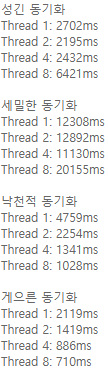 성긴 동기화
Thread 1: 2702ms
Thread 2: 2195ms
Thread 4: 2432ms
Thread 8: 6421ms
세밀한 동기화
Thread 1: 12308ms
Thread 2: 12892ms
Thread 4: 11130ms
Thread 8: 20155ms
낙천적 동기화
Thread 1: 4759ms
Thread 2: 2254ms
Thread 4: 1341ms
Thread 8: 1028ms
게으른 동기화
Thread 1: 2119ms
Thread 2: 1419ms
Thread 4: 886ms
Thread 8: 710ms